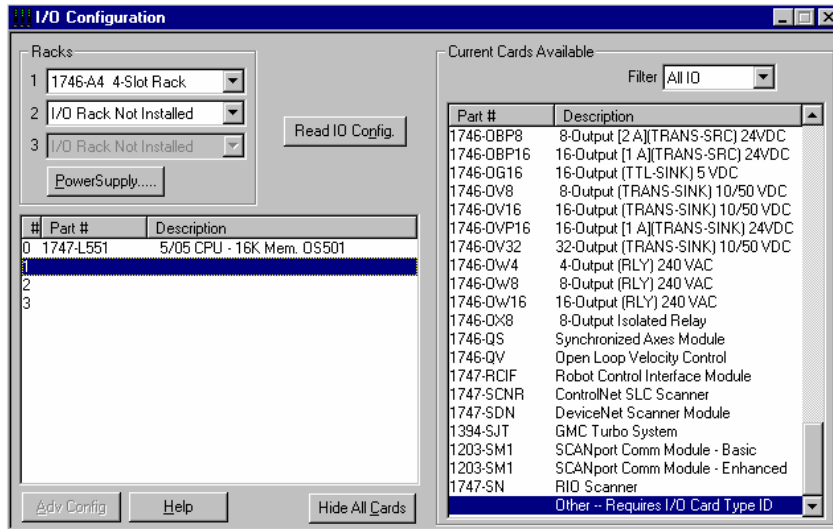 I/O Configuration
Racks
1 1746-A4 4-Slot Rack
2 I/O Rack Not Installed
3 I/O Rack Not Installed
PowerSupply.....
Read IO Config.
# Part # Description
0 1747-L551 5/05 CPU - 16K Mem. OS501
1
2
3
Adv Config Help Hide All Cards
Current Cards Available
Filter All IO
Part # Description
1746-OBP8 8-Output [2 A](TRANS-SRC) 24VDC
1746-OBP16 16-Output [1 A](TRANS-SRC) 24VDC
1746-OG16 16-Output (TTL-SINK) 5 VDC
1746-OV8 8-Output (TRANS-SINK) 10/50 VDC
1746-OV16 16-Output (TRANS-SINK) 10/50 VDC
1746-OVP16 16-Output [1 A](TRANS-SINK) 24VDC
1746-OV32 32-Output (TRANS-SINK) 10/50 VDC
1746-OW4 4-Output (RLY) 240 VAC
1746-OW8 8-Output (RLY) 240 VAC
1746-OW16 16-Output (RLY) 240 VAC
1746-OX8 8-Output Isolated Relay
1746-QS Synchronized Axes Module
1746-QV Open Loop Velocity Control
1747-RCIF Robot Control Interface Module
1747-SCNR ControlNet SLC Scanner
1747-SDN DeviceNet Scanner Module
1394-SJT GMC Turbo System
1203-SM1 SCANport Comm Module - Basic
1203-SM1 SCANport Comm Module - Enhanced
1747-SN RIO Scanner
Other -- Requires I/O Card Type ID